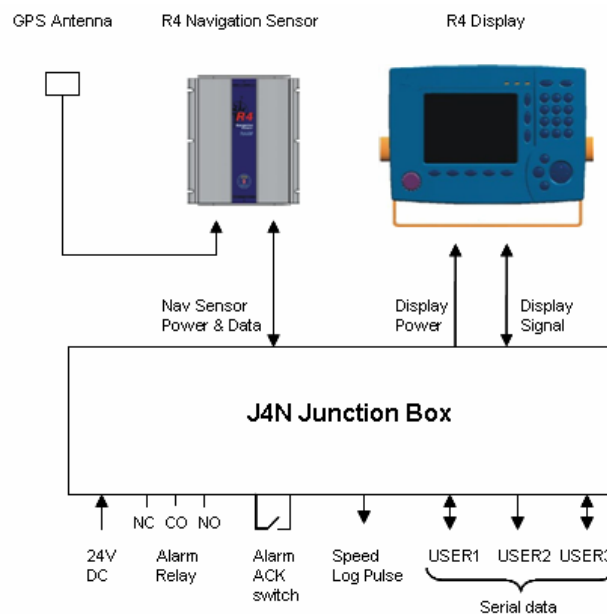 GPS Antenna
R4 Navigation Sensor
R4 Display
R4
Nav Sensor
Power & Data
Display
Power
Display
Signal
J4N Junction Box
NC CO NO
24V
DC
Alarm
Relay
Alarm
ACK
switch
Speed
Log Pulse
USER1
USER2
USER3
Serial data